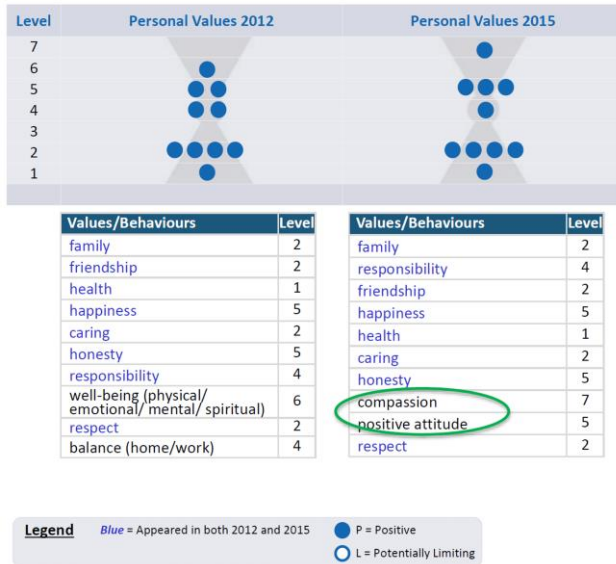 Level Personal Values 2012 Personal Values 2015
7
6
5
4
3
2
1
Values/Behaviours Level
family 2
friendship 2
health 1
happiness 5
caring 2
honesty 5
responsibility 4
well-being (physical/
emotional/ mental/ spiritual) 6
respect 2
balance (home/work) 4
Values/Behaviours Level
family 2
responsibility 4
friendship 2
happiness 5
health 1
caring 2
honesty 5
compassion 7
positive attitude 5
respect 2
Legend Blue = Appeared in both 2012 and 2015 P = Positive
L = Potentially Limiting